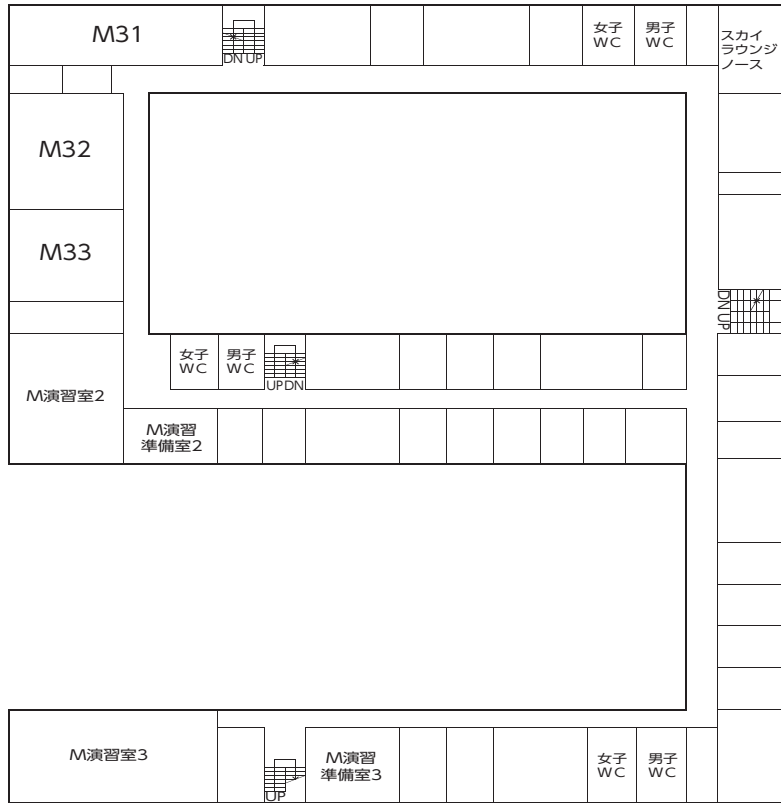 M31
DN UP
女子
WC
男子
WC
スカイ
ラウンジ
ノース
M32
M33
DN UP
女子
WC
男子
WC
UPDN
M演習室2
M演習
準備室2
M演習室3
UP
M演習
準備室3
女子
WC
男子
WC